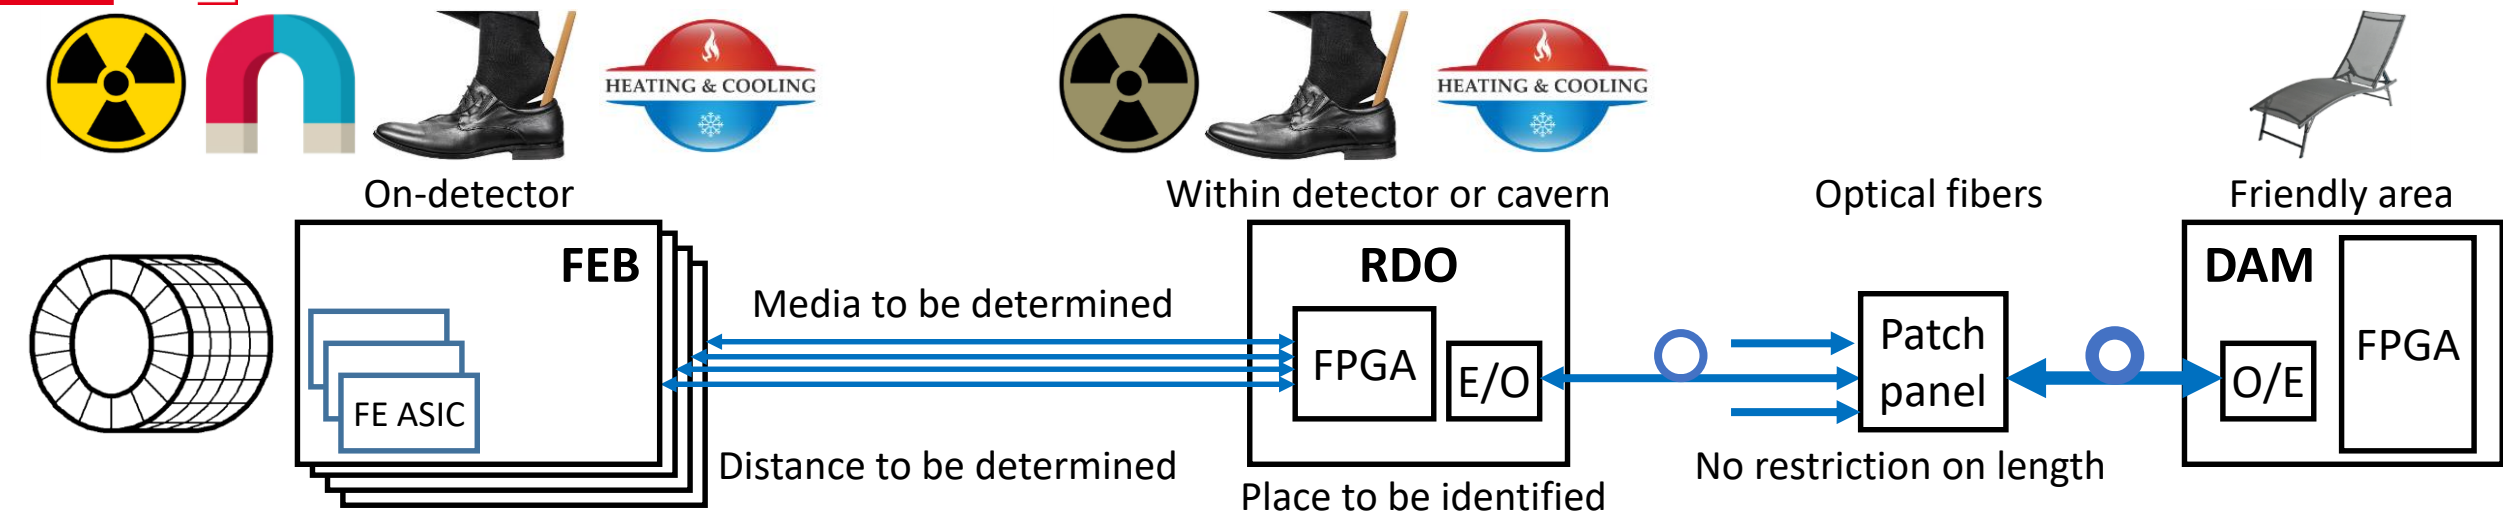 HEATING & COOLING
HEATING & COOLING
On-detector
Within detector or cavern
Optical fibers
Friendly area
FEB
RDO
DAM
Media to be determined
FPGA
E/O
Patch
panel
O/E
FPGA
FE ASIC
Distance to be determined
No restriction on length
Place to be identified